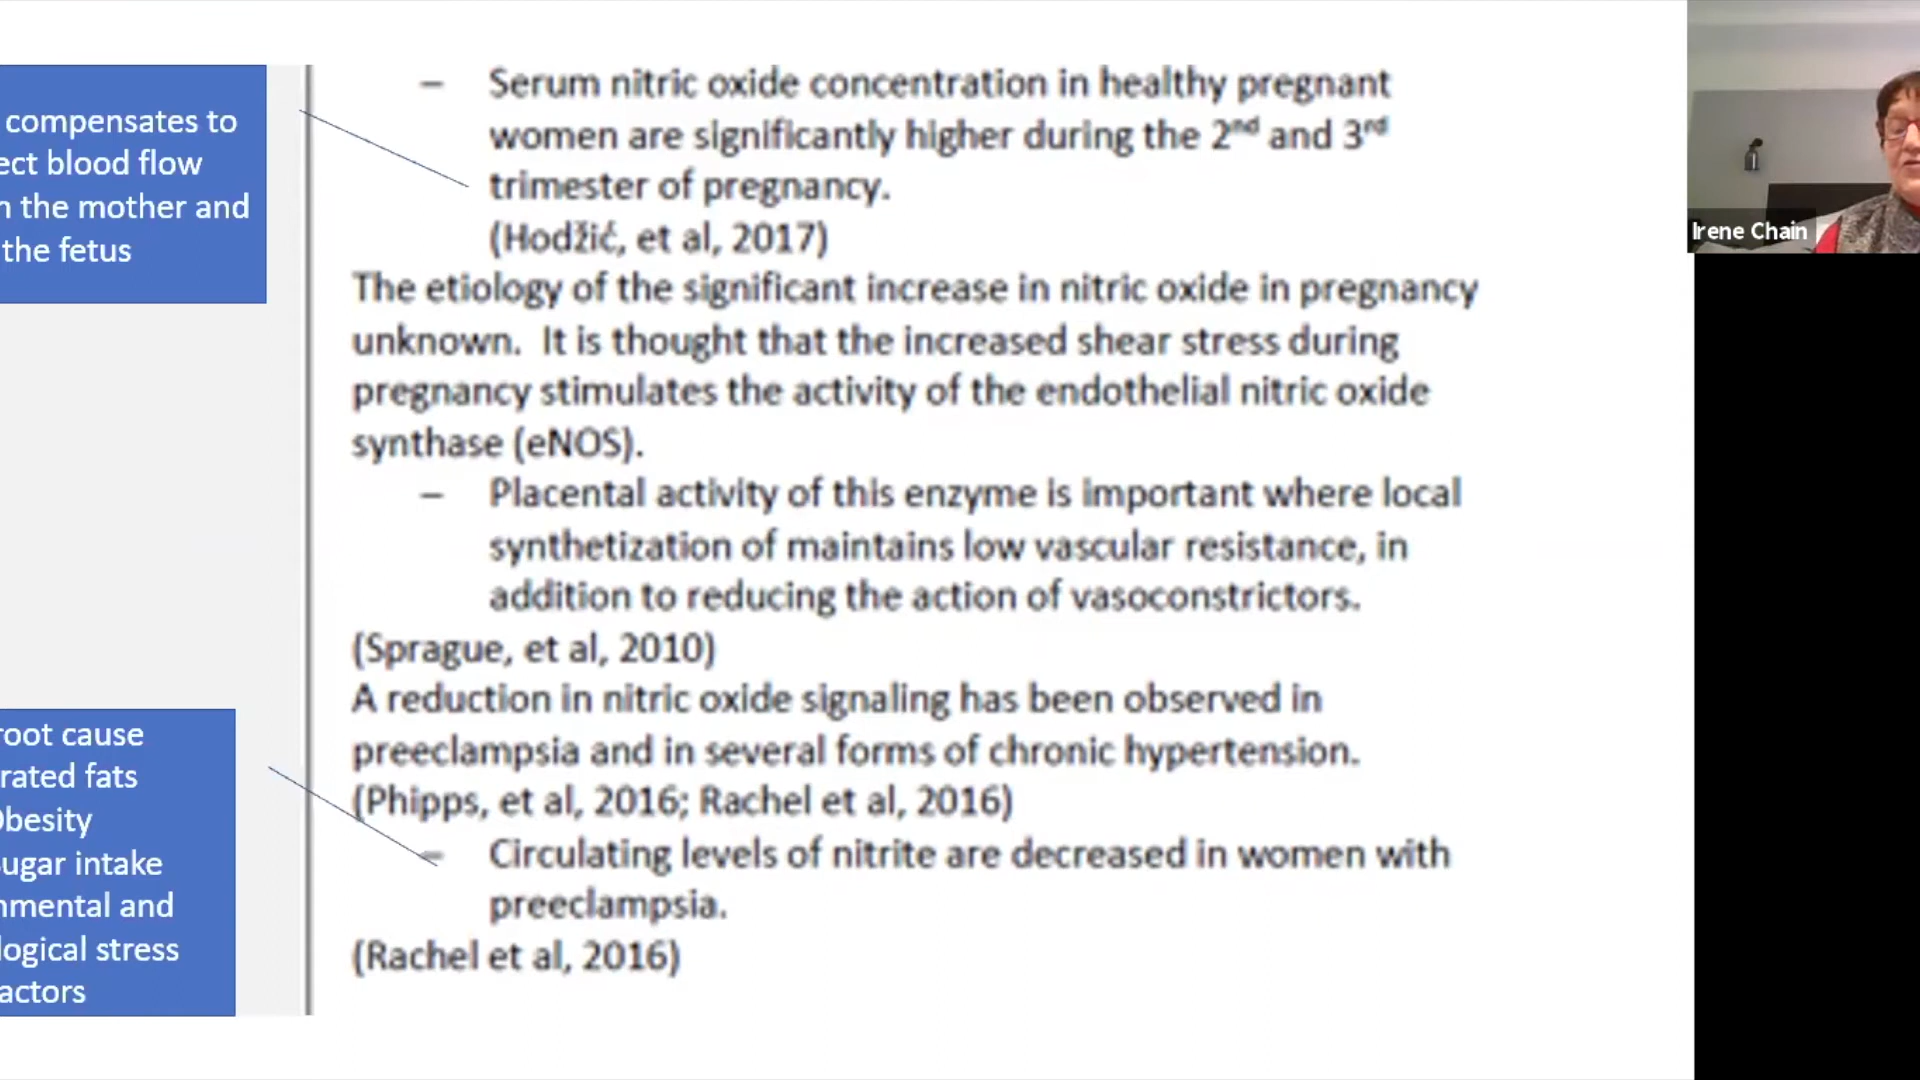 compensates to
ect blood flow
n the mother and
the fetus
root cause
rated fats
Obesity
Sugar intake
nmental and
logical stress
actors
– Serum nitric oxide concentration in healthy pregnant
women are significantly higher during the 2nd and 3rd
trimester of pregnancy.
(Hodžić, et al, 2017)
The etiology of the significant increase in nitric oxide in pregnancy
unknown. It is thought that the increased shear stress during
pregnancy stimulates the activity of the endothelial nitric oxide
synthase (eNOS).
– Placental activity of this enzyme is important where local
synthetization of maintains low vascular resistance, in
addition to reducing the action of vasoconstrictors.
(Sprague, et al, 2010)
A reduction in nitric oxide signaling has been observed in
preeclampsia and in several forms of chronic hypertension.
(Phipps, et al, 2016; Rachel et al, 2016)
– Circulating levels of nitrite are decreased in women with
preeclampsia.
(Rachel et al, 2016)
Irene Chain